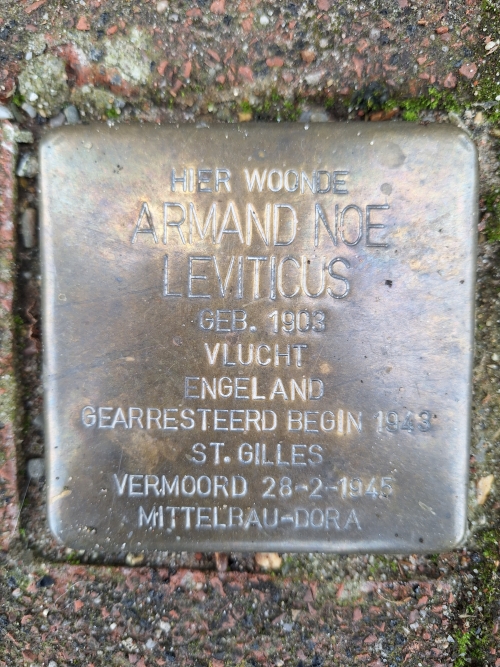 HIER WOONDE
ARMAND NOE
LEVITICUS
GEB. 1903
VLUCHT
ENGELAND
GEARRESTEERD BEGIN 1943
ST. GILLES
VERMOORD 28-2-1945
MITTELBAU-DORA